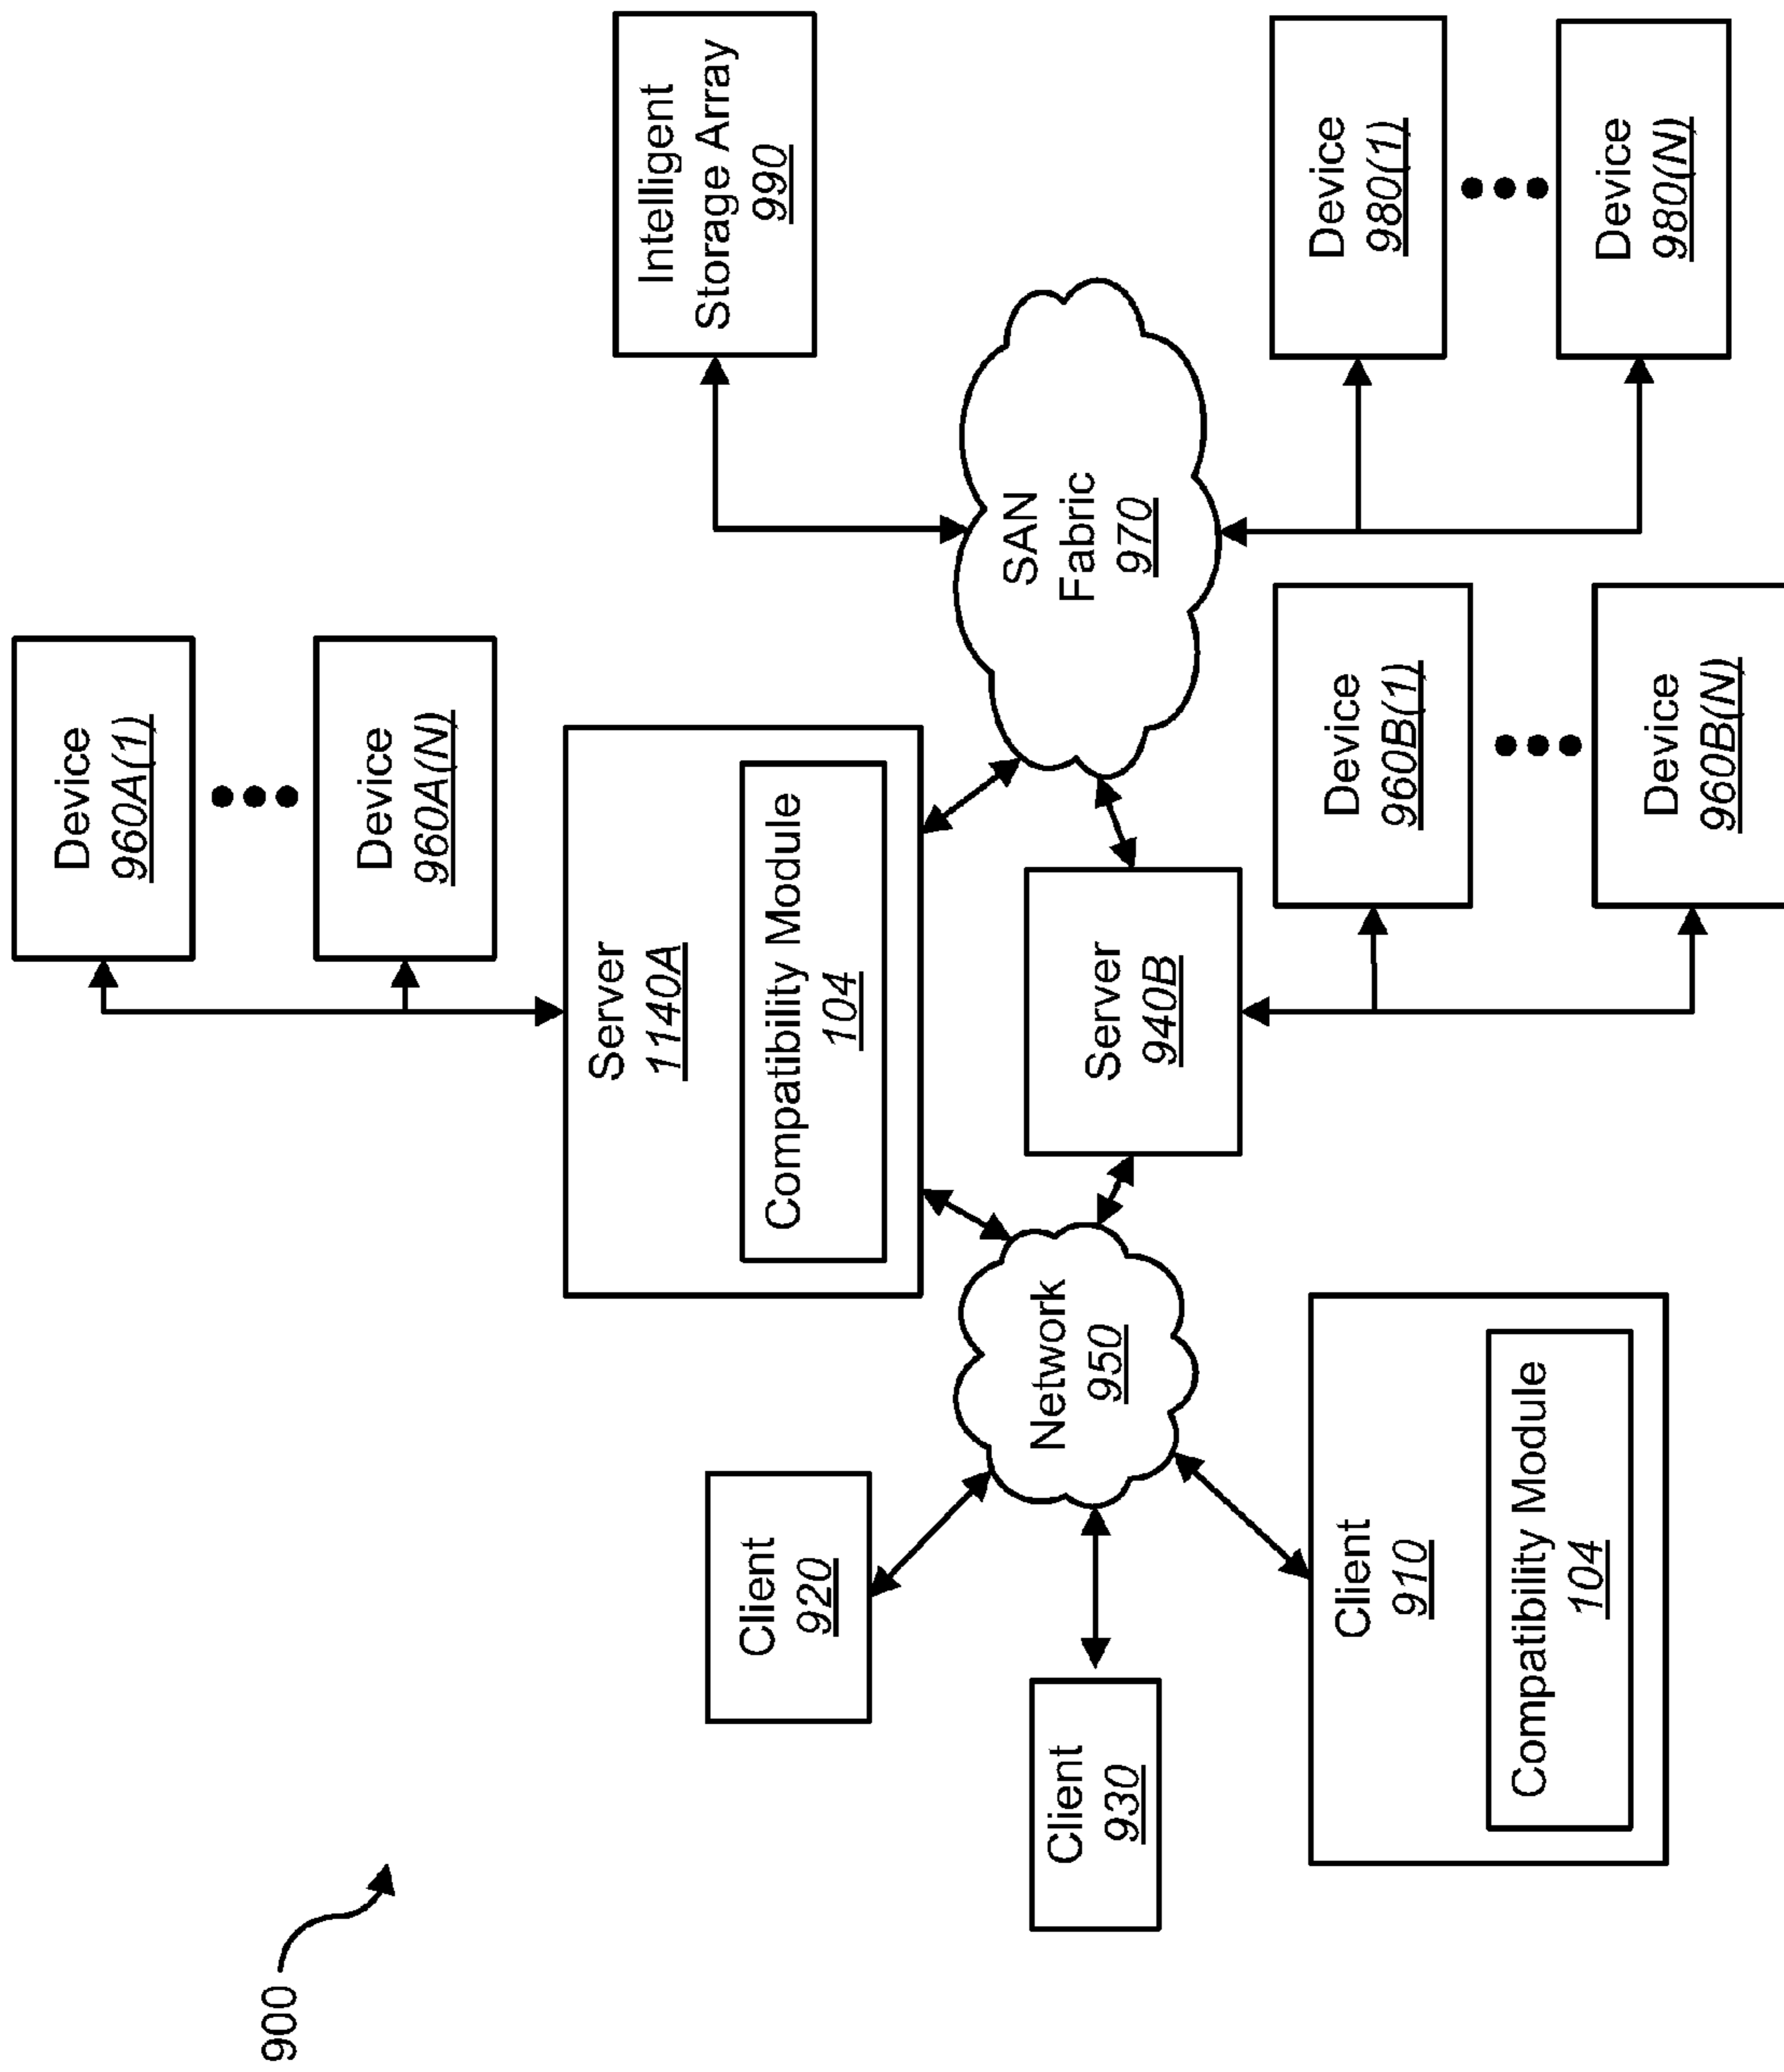 900
Device
960A(1)
Device
960A(N)
Server
1140A
Compatibility Module
104
Intelligent
Storage Array
990
Client
920
Client
930
Network
950
Server
940B
SAN
Fabric
970
Client
910
Compatibility Module
104
Device
960B(1)
Device
960B(N)
Device
980(1)
Device
980(N)